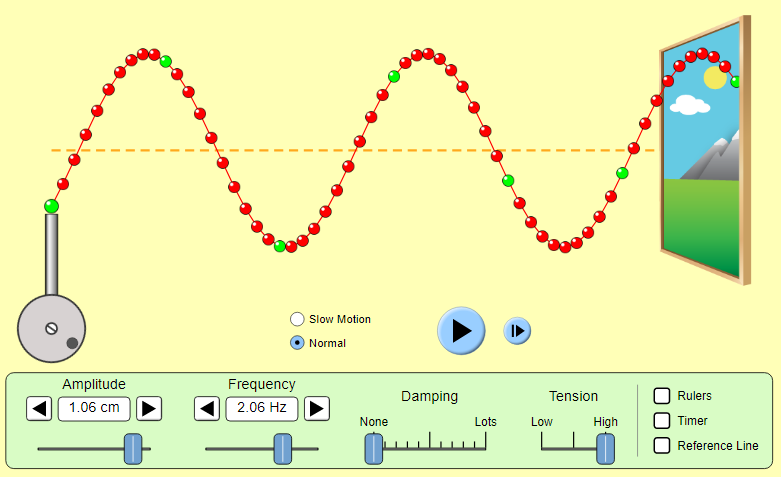 Slow Motion
Normal
Amplitude
1.06 cm
Frequency
2.06 Hz
Damping
None
Lots
Tension
Low
High
Rulers
Timer
Reference Line